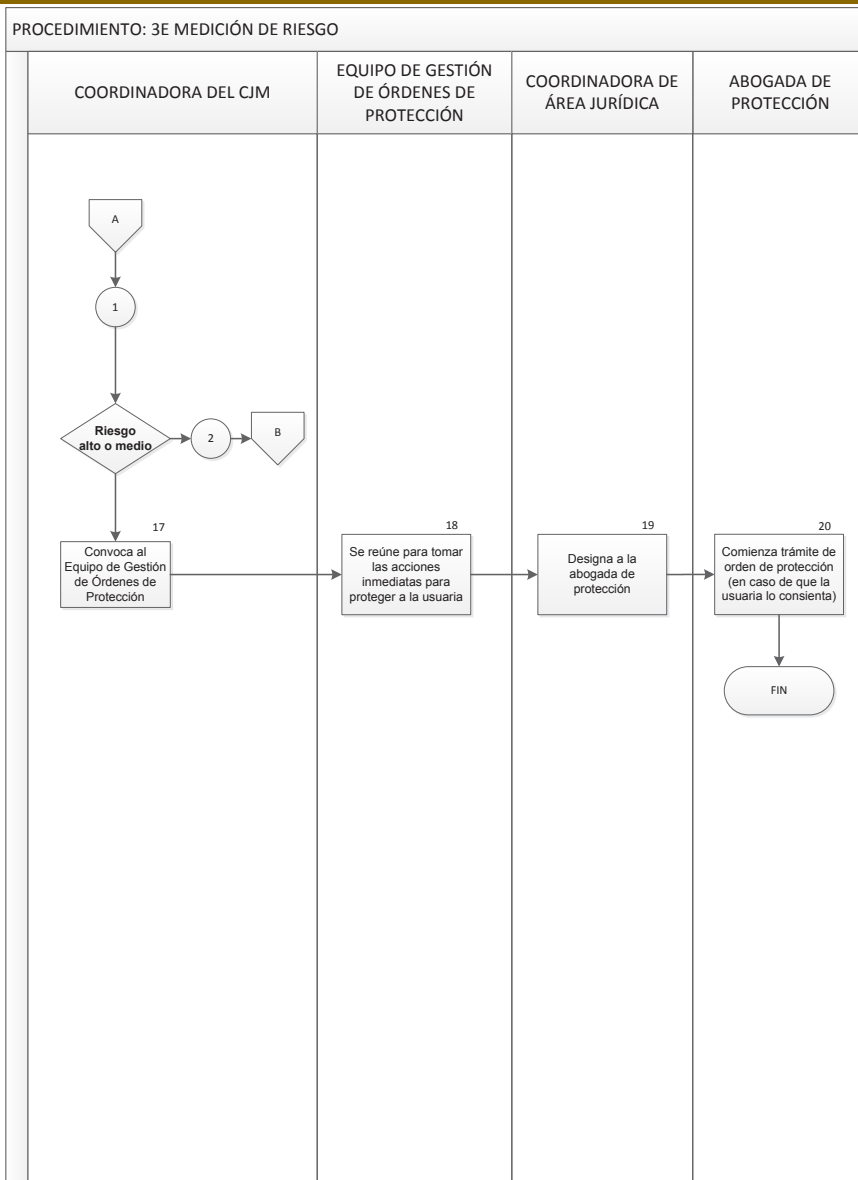 PROCEDIMIENTO: 3E MEDICIÓN DE RIESGO
COORDINADORA DEL CJM
EQUIPO DE GESTIÓN
DE ÓRDENES DE
PROTECCIÓN
COORDINADORA DE
ÁREA JURÍDICA
ABOGADA DE
PROTECCIÓN
A
1
Riesgo
alto o medio
2
B
17
Convoca al
Equipo de Gestión
de Órdenes de
Protección
18
Se reúne para tomar
las acciones
inmediatas para
proteger a la usuaria
19
Designa a la
abogada de
protección
20
Comienza trámite de
orden de protección
(en caso de que la
usuaria lo consienta)
FIN